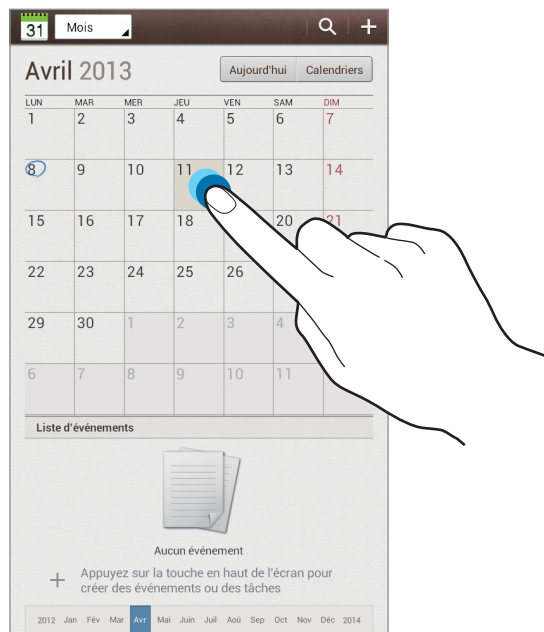 31 Mois
Avril 2013 Aujourd'hui Calendriers
LUN MAR MER JEU VEN SAM DIM
1 2 3 4 5 6 7
8 9 10 11 12 13 14
15 16 17 18 20 21
22 23 24 25 26
29 30 1 2 3 4
6 7 8 9 10 11
Liste d'événements
Aucun événement
Appuyez sur la touche en haut de l'écran pour
créer des événements ou des tâches
2012 Jan Fév Mar Avr Mai Juin Juil Aoû Sep Oct Nov Déc 2014